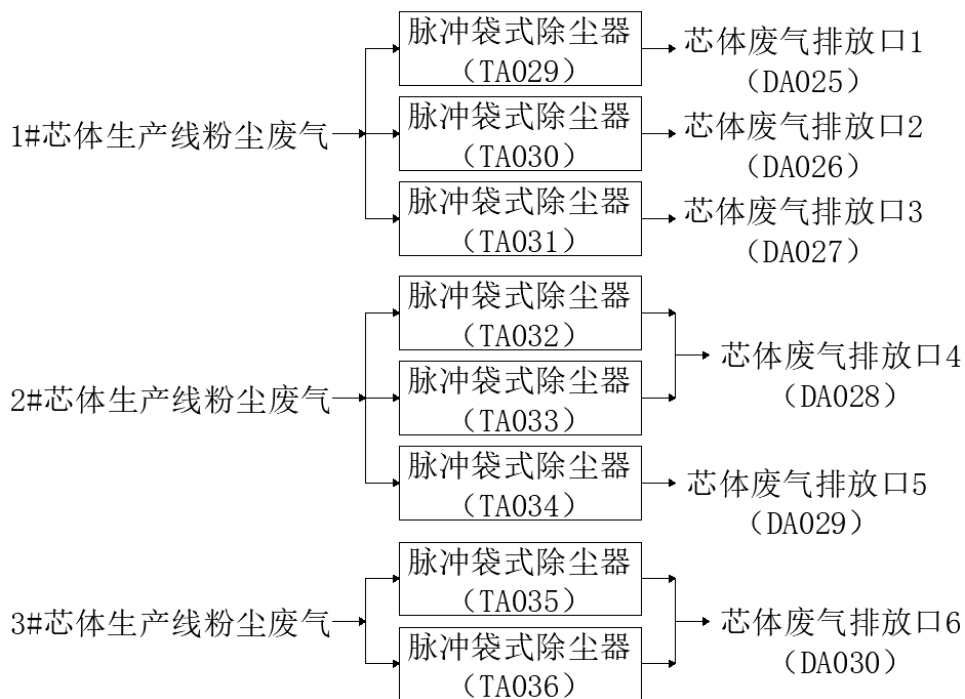 脉冲袋式除尘器
（TA029）
芯体废气排放口1
（DA025）
1#芯体生产线粉尘废气
脉冲袋式除尘器
（TA030）
芯体废气排放口2
（DA026）
脉冲袋式除尘器
（TA031）
芯体废气排放口3
（DA027）
脉冲袋式除尘器
（TA032）
2#芯体生产线粉尘废气
脉冲袋式除尘器
（TA033）
芯体废气排放口4
（DA028）
脉冲袋式除尘器
（TA034）
芯体废气排放口5
（DA029）
3#芯体生产线粉尘废气
脉冲袋式除尘器
（TA035）
脉冲袋式除尘器
（TA036）
芯体废气排放口6
（DA030）